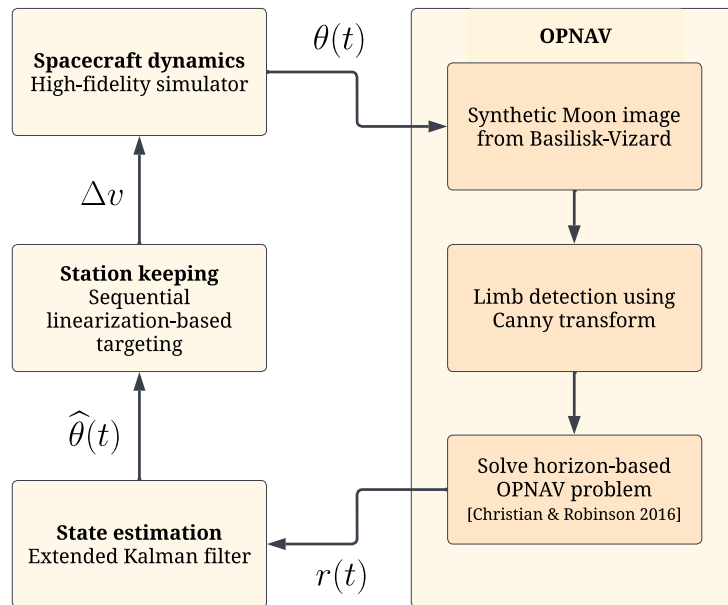 Spacecraft dynamics
High-fidelity simulator
θ(t)
OPNAV
Synthetic Moon image
from Basilisk-Vizard
Δv
Station keeping
Sequential
linearization-based
targeting
Limb detection using
Canny transform
θ̂(t)
Solve horizon-based
OPNAV problem
[Christian & Robinson 2016]
State estimation
Extended Kalman filter
r(t)